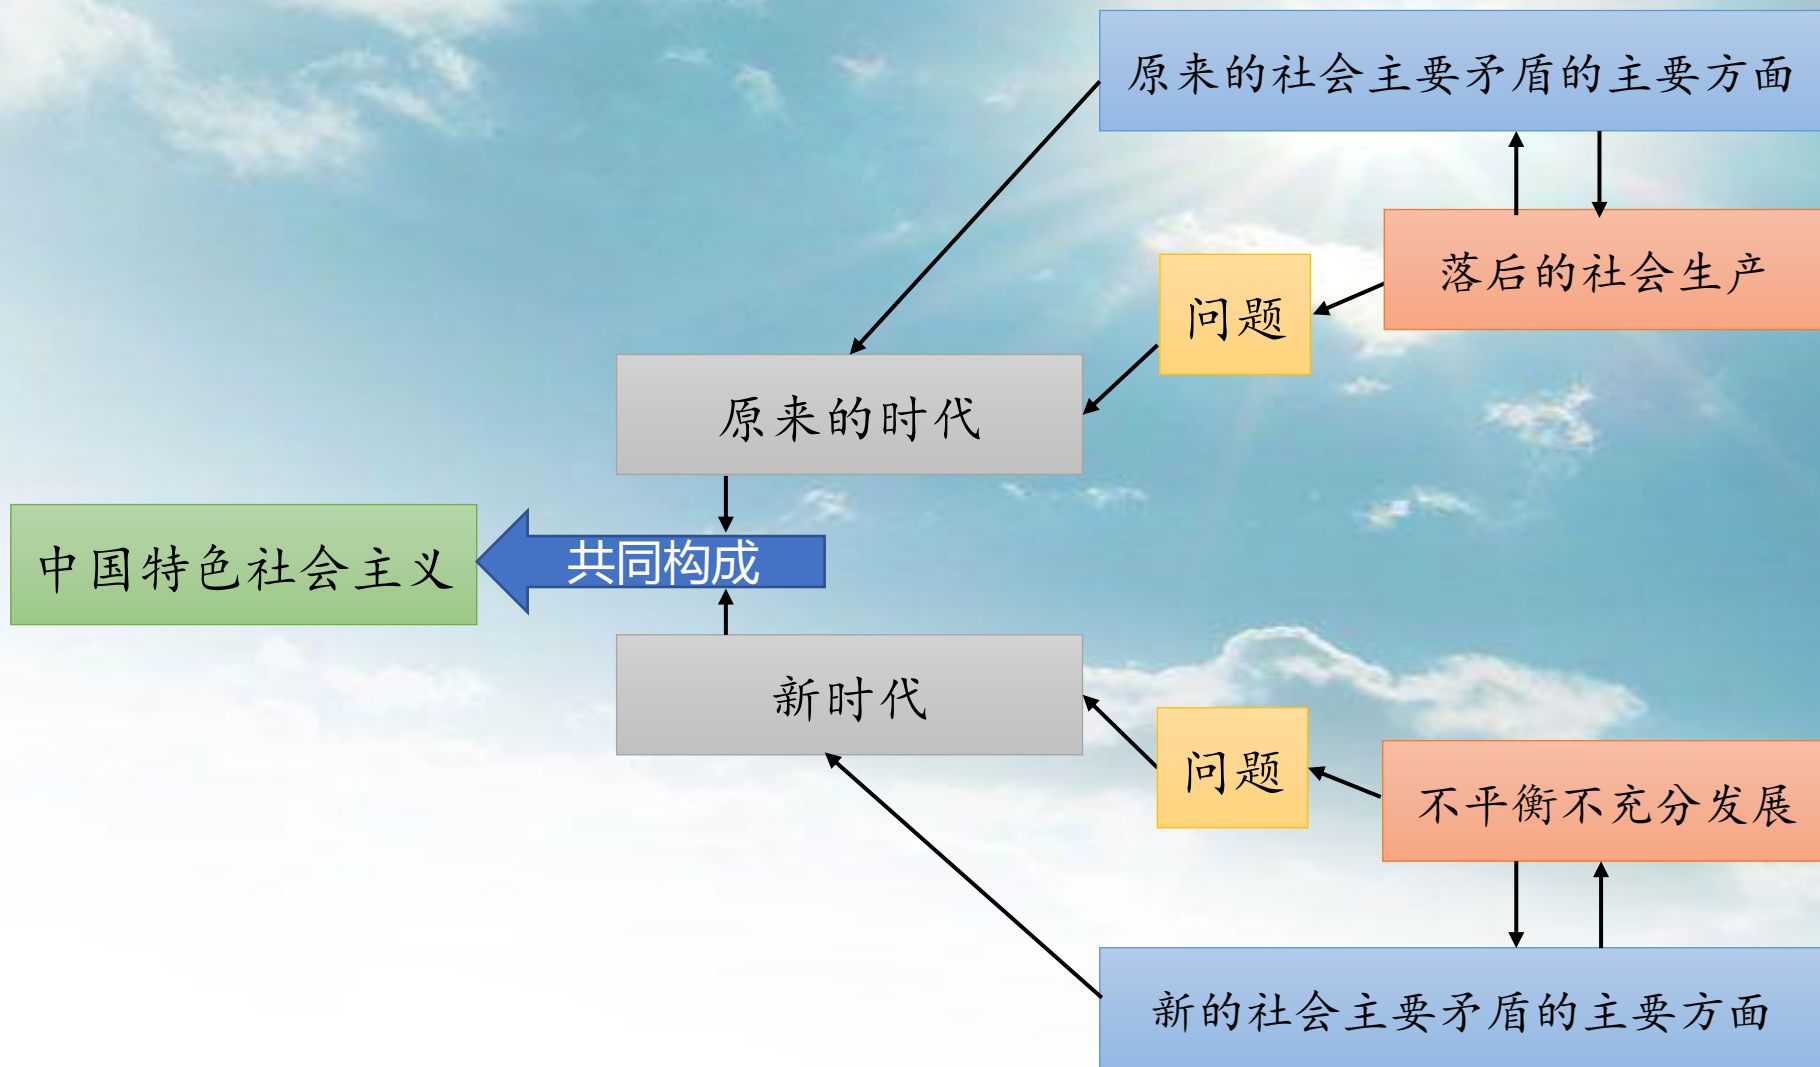 原来的社会主要矛盾的主要方面
落后的社会生产
问题
原来的时代
中国特色社会主义
共同构成
新时代
问题
不平衡不充分发展
新的社会主要矛盾的主要方面